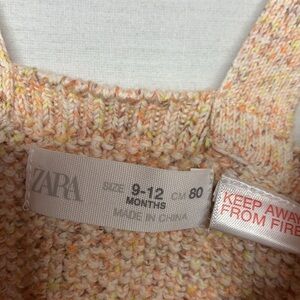 ZARA
SIZE 9-12 CM 80
MONTHS
MADE IN CHINA
KEEP AWAY
FROM FIRE